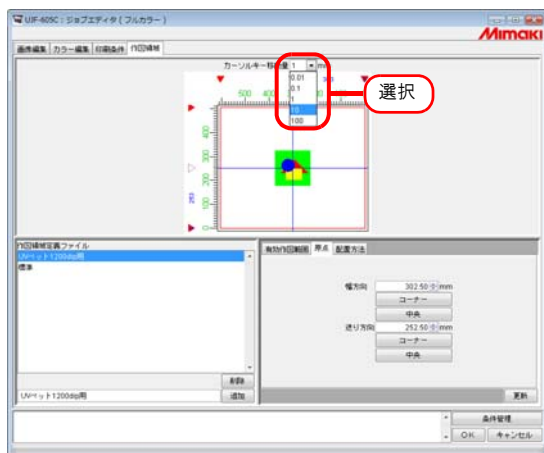 UJF-605C：ジョブエディタ ( フルカラー )
Mimaki
画像編集 カラー編集 印刷条件 作図領域
カーソルキー移動量 1 mm
0.01
0.1
1
10
100
選択
500
400
400
300
200
252
0
作図領域定義ファイル
UVベット1200dip用
標準
有効作図範囲 原点 配置方法
幅方向 302.50 mm
コーナー
中央
送り方向 252.50 mm
コーナー
中央
削除
UVベット1200dip用 追加
更新
条件管理
OK キャンセル